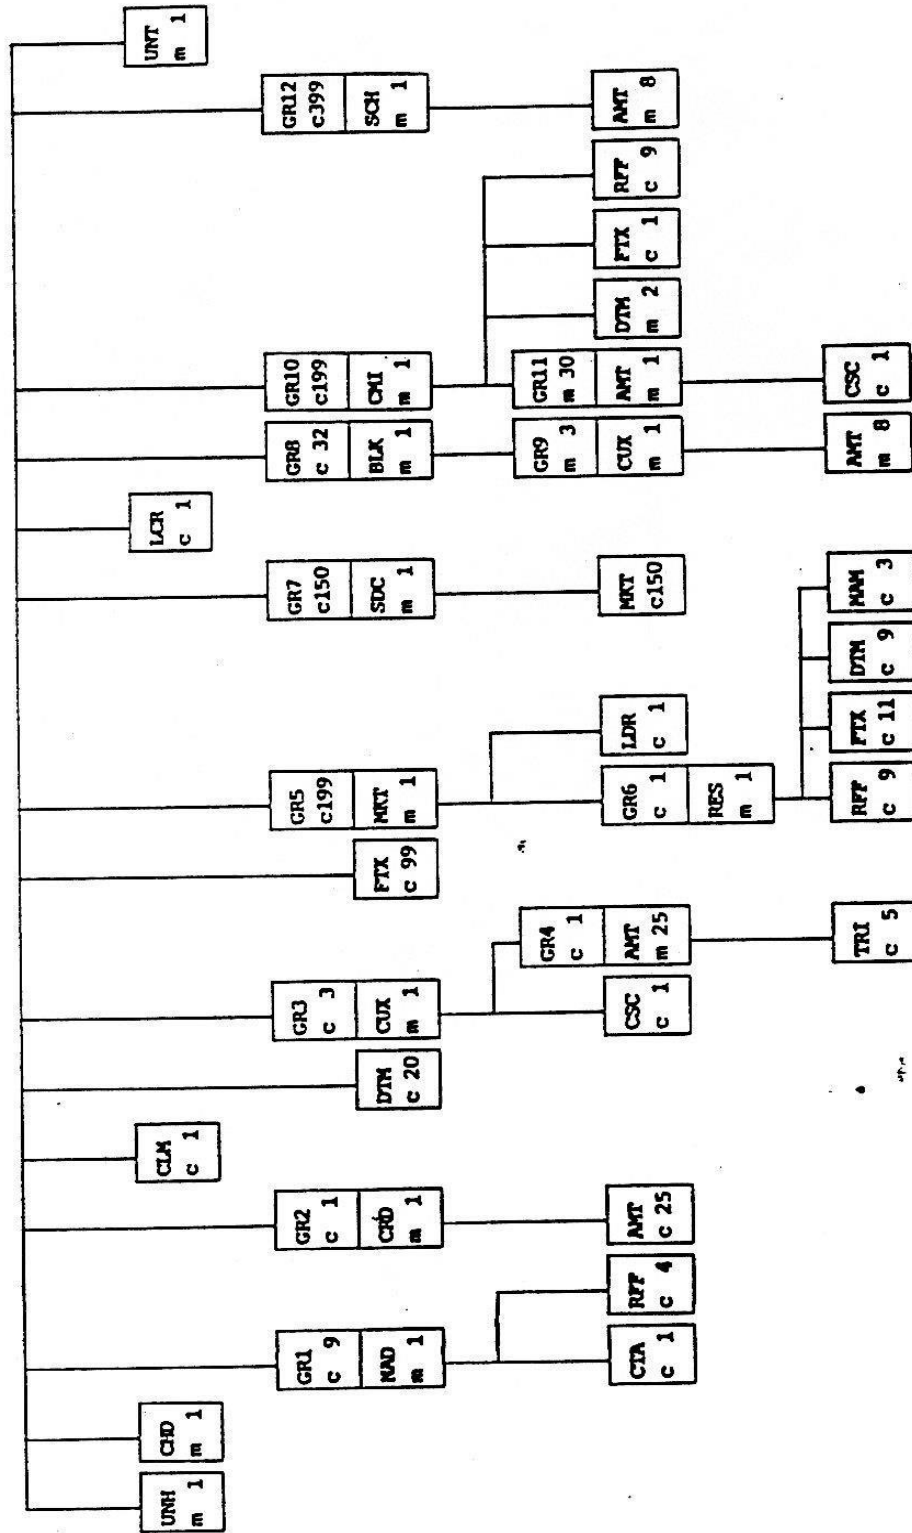 UNH
m 1
CHD
m 1
CLM
c 1
LCR
c 1
UNT
m 1
GR1
c 9
NAD
m 1
GR2
c 1
CRD
m 1
DTM
c 20
GR3
c 3
CUX
m 1
FTX
c 99
GR5
c199
MKT
m 1
GR7
c150
SDC
m 1
GR8
c 32
BLK
m 1
GR10
c199
CMI
m 1
GR12
c399
SCH
m 1
CTA
c 1
RFF
c 4
AMT
c 25
CSC
c 1
GR4
c 1
AMT
m 25
GR6
c 1
RES
m 1
LDR
c 1
MKT
c150
GR9
m 3
CUX
m 1
GR11
m 30
AMT
m 1
DTM
m 2
FTX
c 1
RFF
c 9
AMT
m 8
TRI
c 5
RFF
c 9
FTX
c 11
DTM
c 9
MAM
c 3
AMT
m 8
CSC
c 1